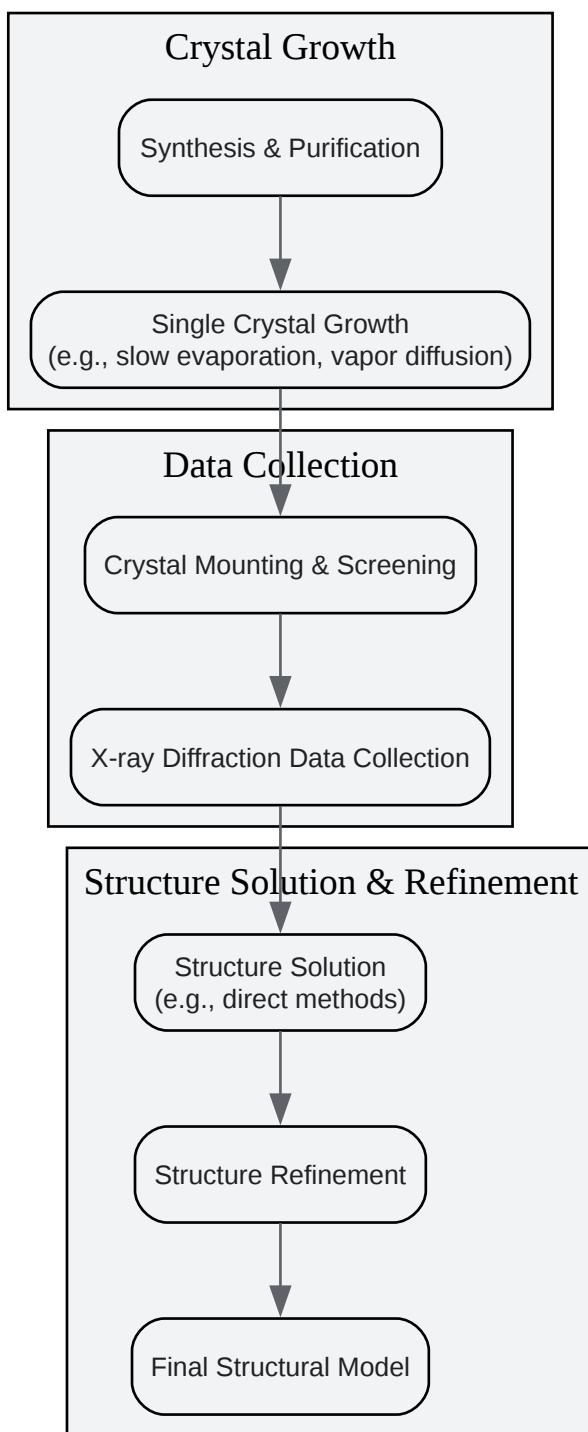 Crystal Growth
Synthesis & Purification
Single Crystal Growth
(e.g., slow evaporation, vapor diffusion)
Data Collection
Crystal Mounting & Screening
X-ray Diffraction Data Collection
Structure Solution & Refinement
Structure Solution
(e.g., direct methods)
Structure Refinement
Final Structural Model